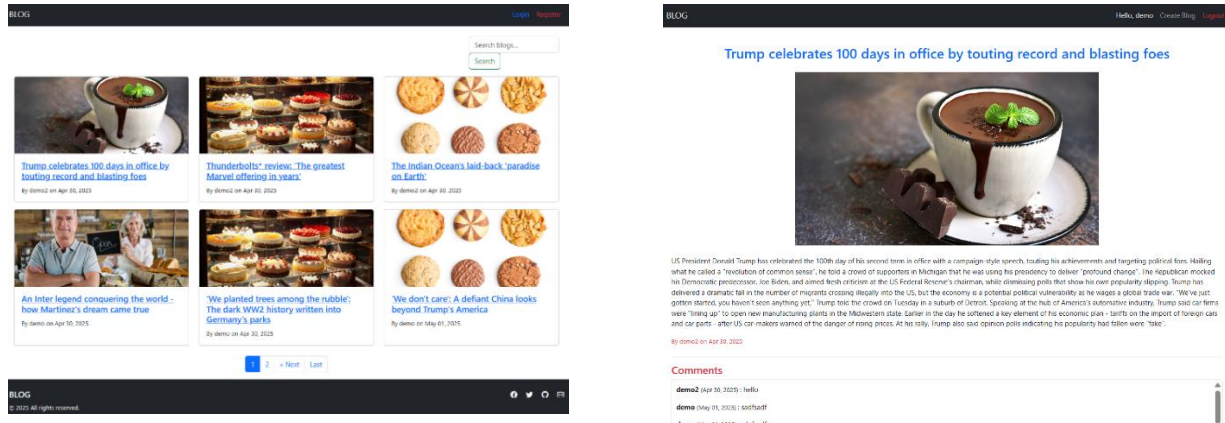 BLOG
Login Register
Search blogs...
Search
Trump celebrates 100 days in office by
touting record and blasting foes
By demo2 on Apr 30, 2025
Thunderbolts* review: 'The greatest
Marvel offering in years'
By demo2 on Apr 30, 2025
The Indian Ocean's laid-back 'paradise
on Earth'
By demo2 on Apr 30, 2025
Open
An Inter legend conquering the world -
how Martinez's dream came true
By demo on Apr 30, 2025
'We planted trees among the rubble':
The dark WW2 history written into
Germany's parks
By demo on Apr 30, 2025
'We don't care': A defiant China looks
beyond Trump's America
By demo on May 01, 2025
1 2 » Next Last
BLOG
© 2025 All rights reserved.
BLOG
Hello, demo Create Blog Logout
Trump celebrates 100 days in office by touting record and blasting foes
US President Donald Trump has celebrated the 100th day of his second term in office with a campaign-style speech, touting his achievements and targeting political foes. Hailing
what he called a "revolution of common sense", he told a crowd of supporters in Michigan that he was using his presidency to deliver "profound change". The Republican mocked
his Democratic predecessor, Joe Biden, and aimed fresh criticism at the US Federal Reserve's chairman, while dismissing polls that show his own popularity slipping. Trump has
delivered a dramatic fall in the number of migrants crossing illegally into the US, but the economy is a potential political vulnerability as he wages a global trade war. "We've just
gotten started, you haven't seen anything yet," Trump told the crowd on Tuesday in a suburb of Detroit. Speaking at the hub of America's automotive industry, Trump said car firms
were "lining up" to open new manufacturing plants in the Midwestern state. Earlier in the day he softened a key element of his economic plan - tariffs on the import of foreign cars
and car parts - after US car-makers warned of the danger of rising prices. At his rally, Trump also said opinion polls indicating his popularity had fallen were "fake".
By demo2 on Apr 30, 2025
Comments
demo2 (Apr 30, 2025) : hello
demo (May 01, 2025) : sadfsadf